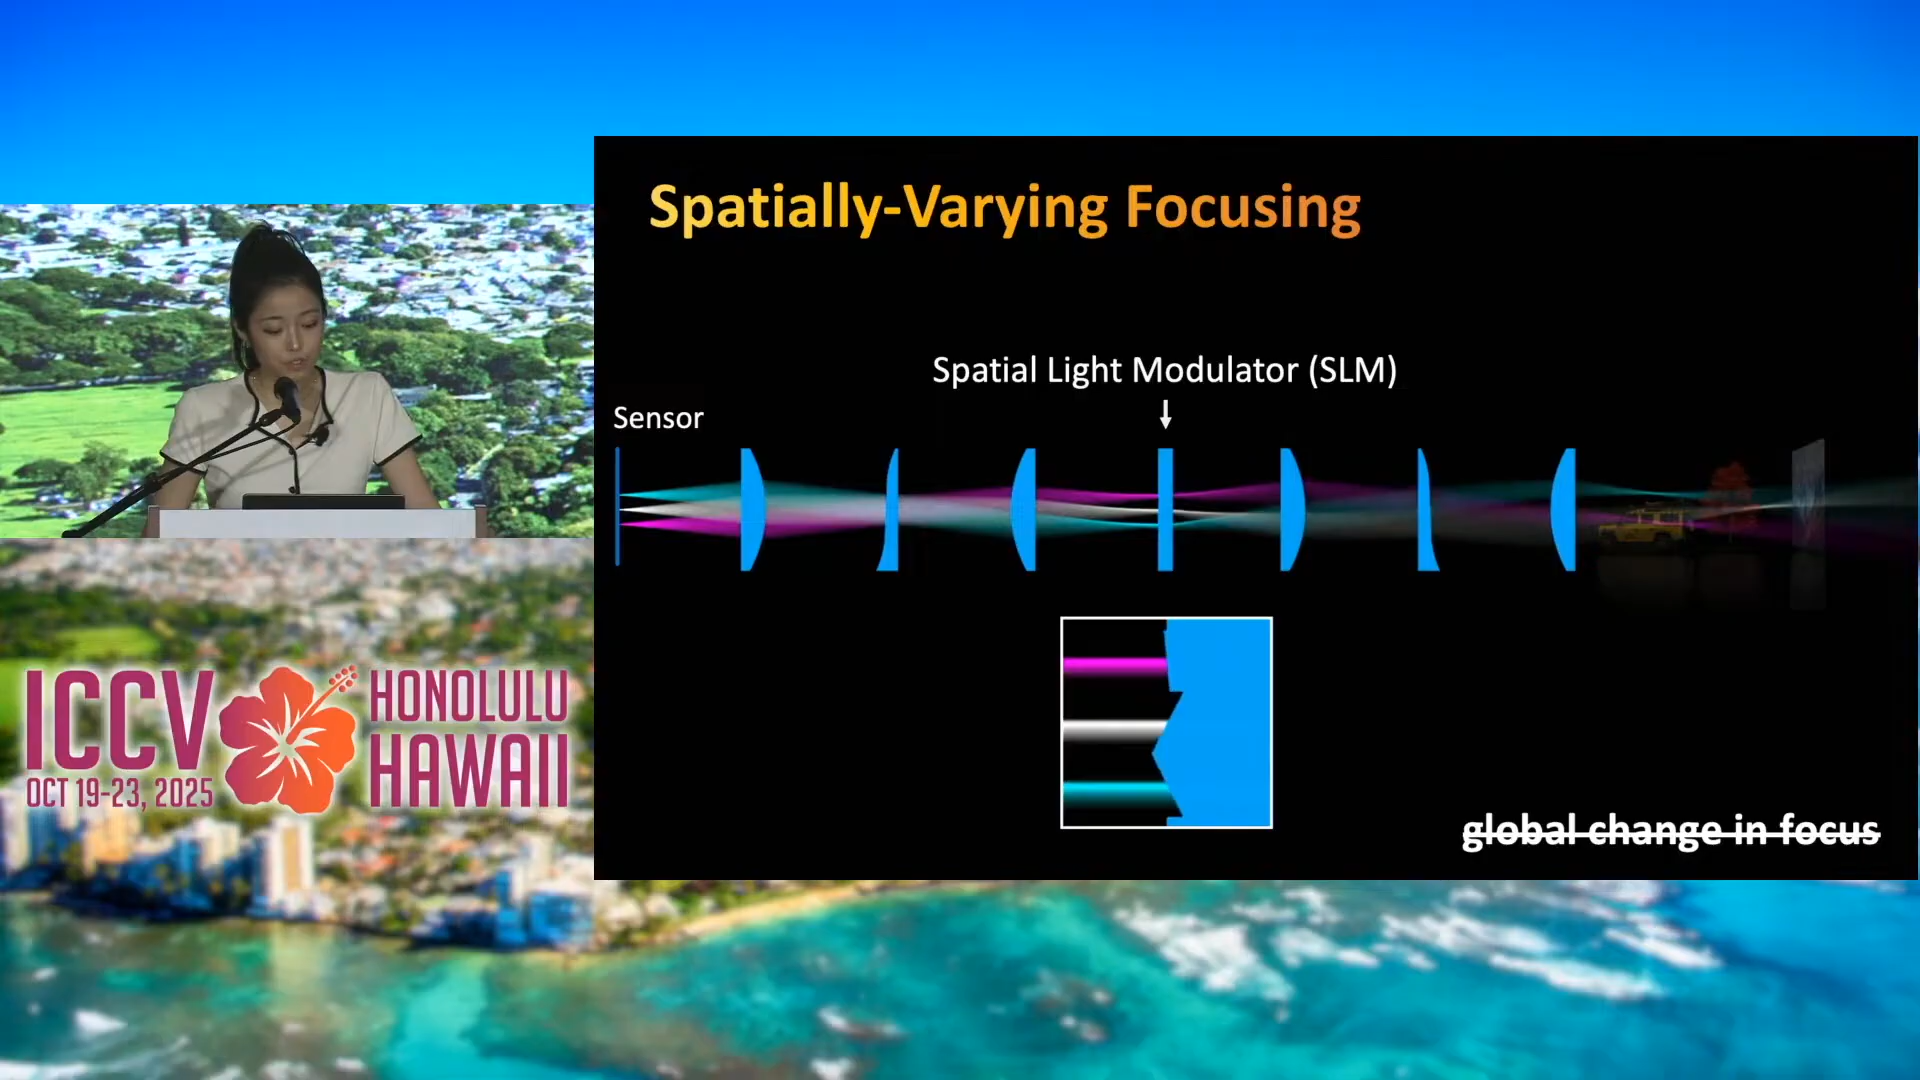 Spatially-Varying Focusing
Spatial Light Modulator (SLM)
Sensor
global change in focus
ICCV
OCT 19-23, 2025
HONOLULU
HAWAII